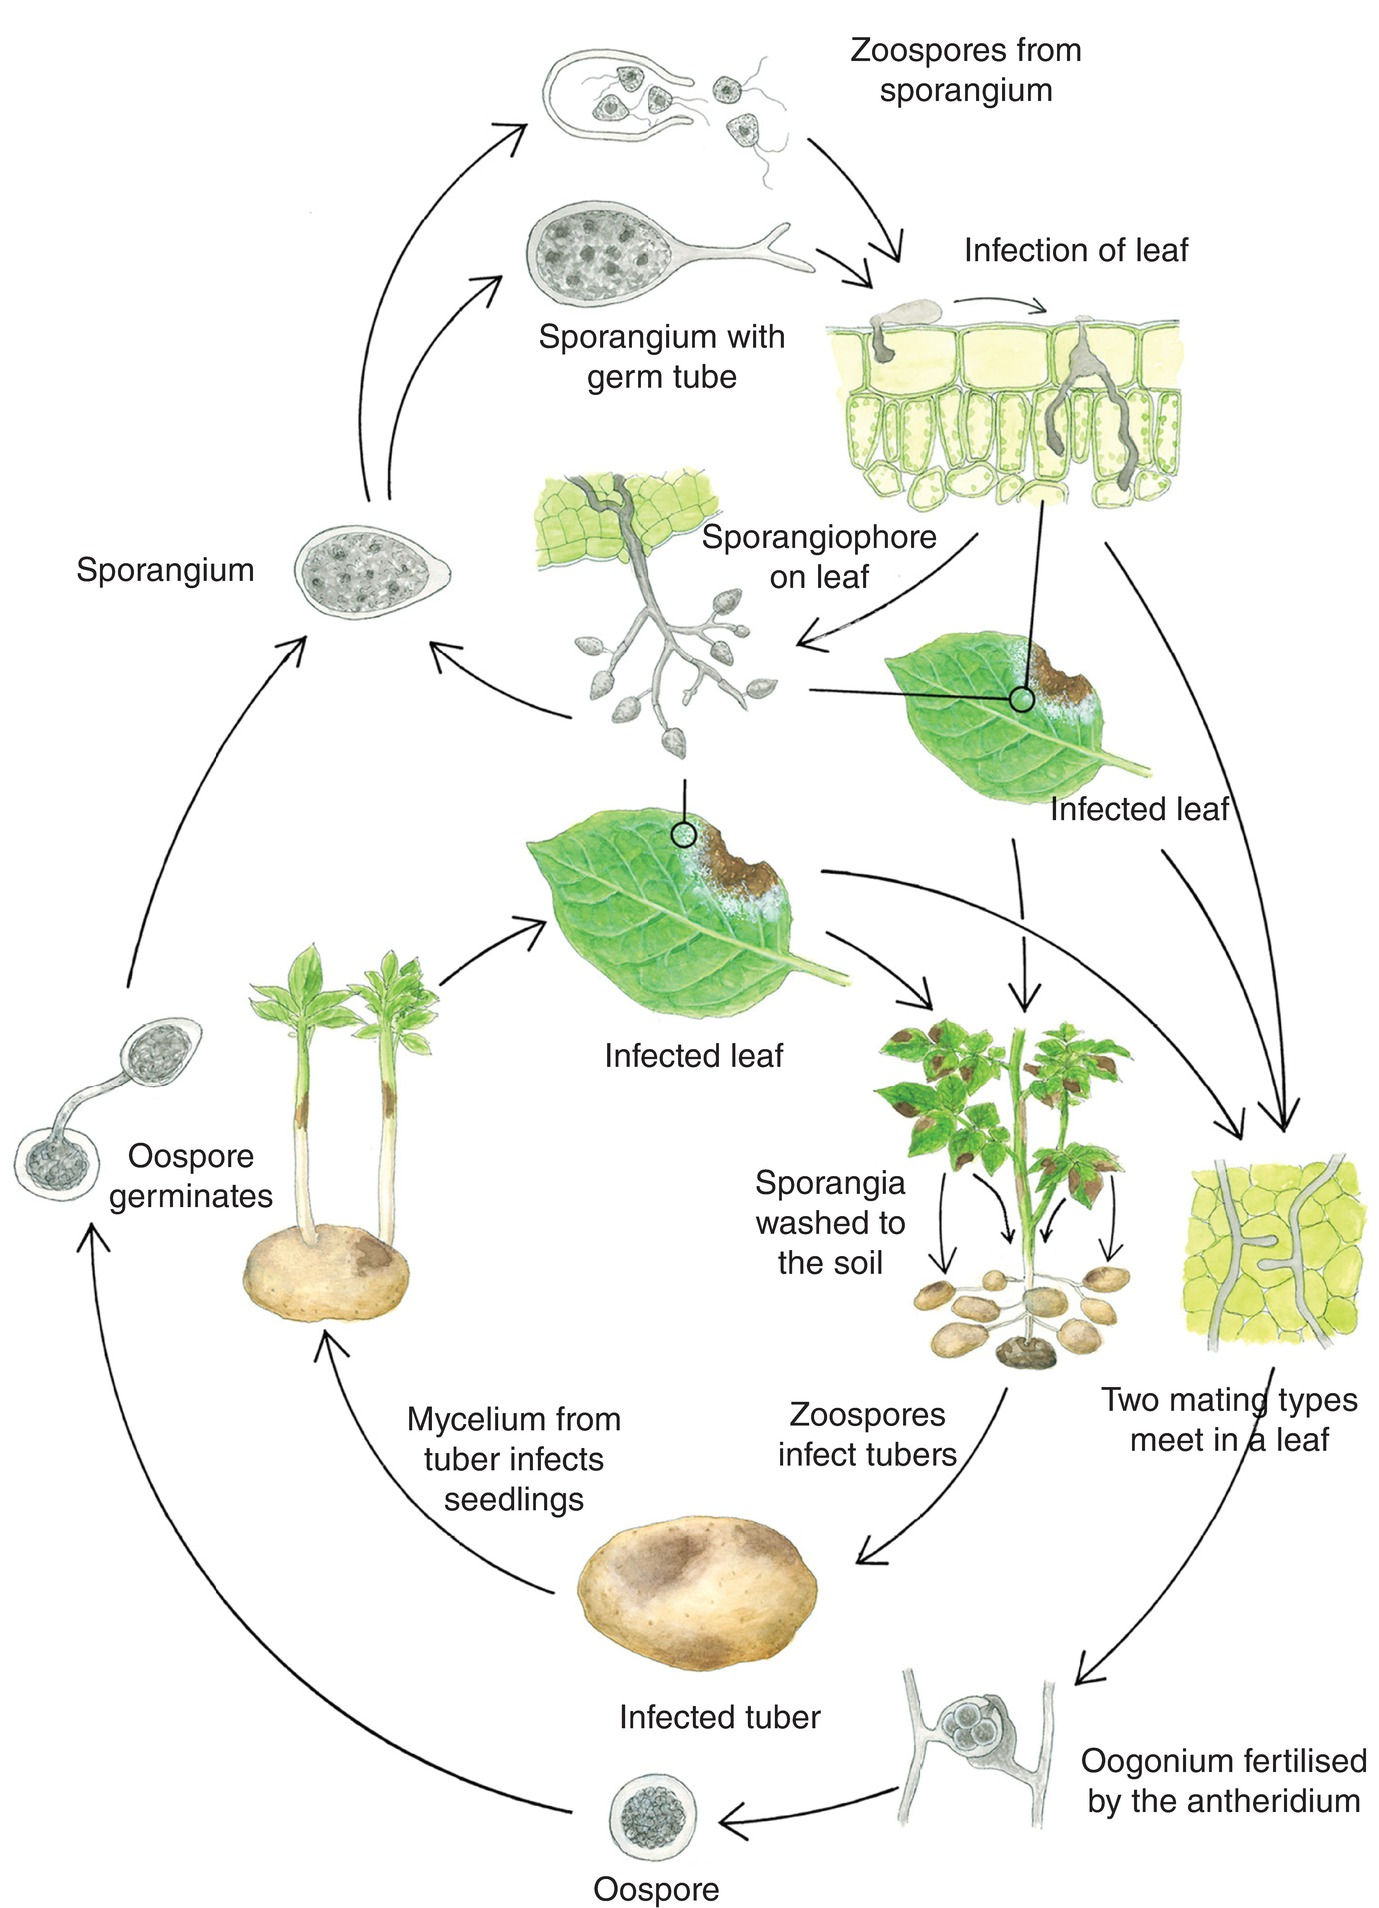 Zoospores from
sporangium
Infection of leaf
Sporangium with
germ tube
Sporangiophore
on leaf
Sporangium
Infected leaf
Infected leaf
Oospore
germinates
Sporangia
washed to
the soil
Two mating types
meet in a leaf
Zoospores
infect tubers
Mycelium from
tuber infects
seedlings
Infected tuber
Oogonium fertilised
by the antheridium
Oospore